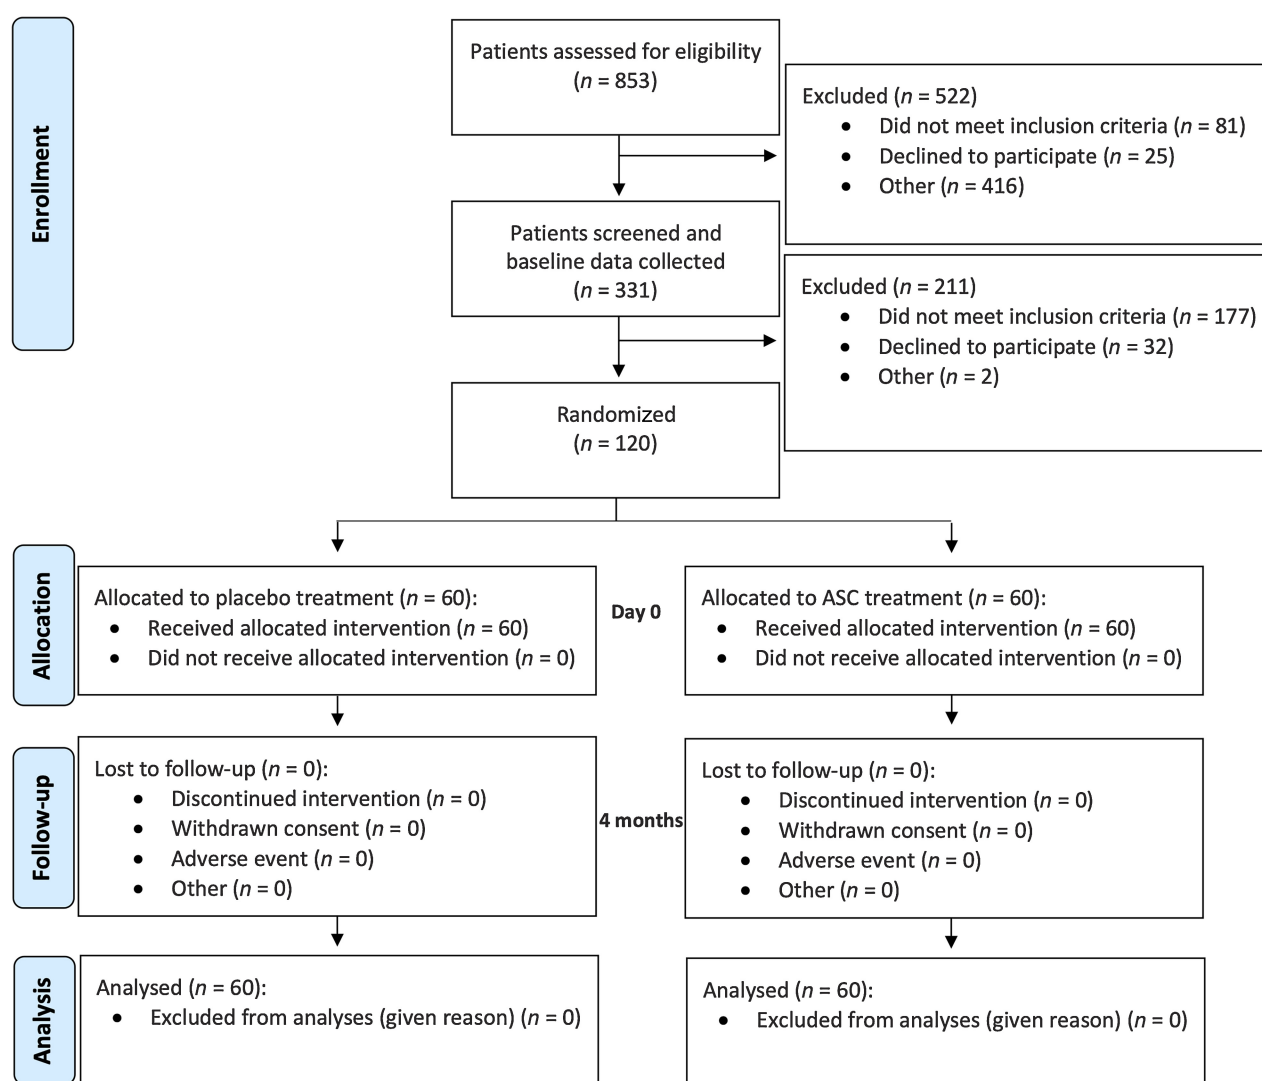 Enrollment
Patients assessed for eligibility
(n = 853)
Excluded (n = 522)
• Did not meet inclusion criteria (n = 81)
• Declined to participate (n = 25)
• Other (n = 416)
Patients screened and
baseline data collected
(n = 331)
Excluded (n = 211)
• Did not meet inclusion criteria (n = 177)
• Declined to participate (n = 32)
• Other (n = 2)
Randomized
(n = 120)
Allocation
Allocated to placebo treatment (n = 60):
• Received allocated intervention (n = 60)
• Did not receive allocated intervention (n = 0)
Day 0
Allocated to ASC treatment (n = 60):
• Received allocated intervention (n = 60)
• Did not receive allocated intervention (n = 0)
Follow-up
Lost to follow-up (n = 0):
• Discontinued intervention (n = 0)
• Withdrawn consent (n = 0)
• Adverse event (n = 0)
• Other (n = 0)
4 months
Lost to follow-up (n = 0):
• Discontinued intervention (n = 0)
• Withdrawn consent (n = 0)
• Adverse event (n = 0)
• Other (n = 0)
Analysis
Analysed (n = 60):
• Excluded from analyses (given reason) (n = 0)
Analysed (n = 60):
• Excluded from analyses (given reason) (n = 0)